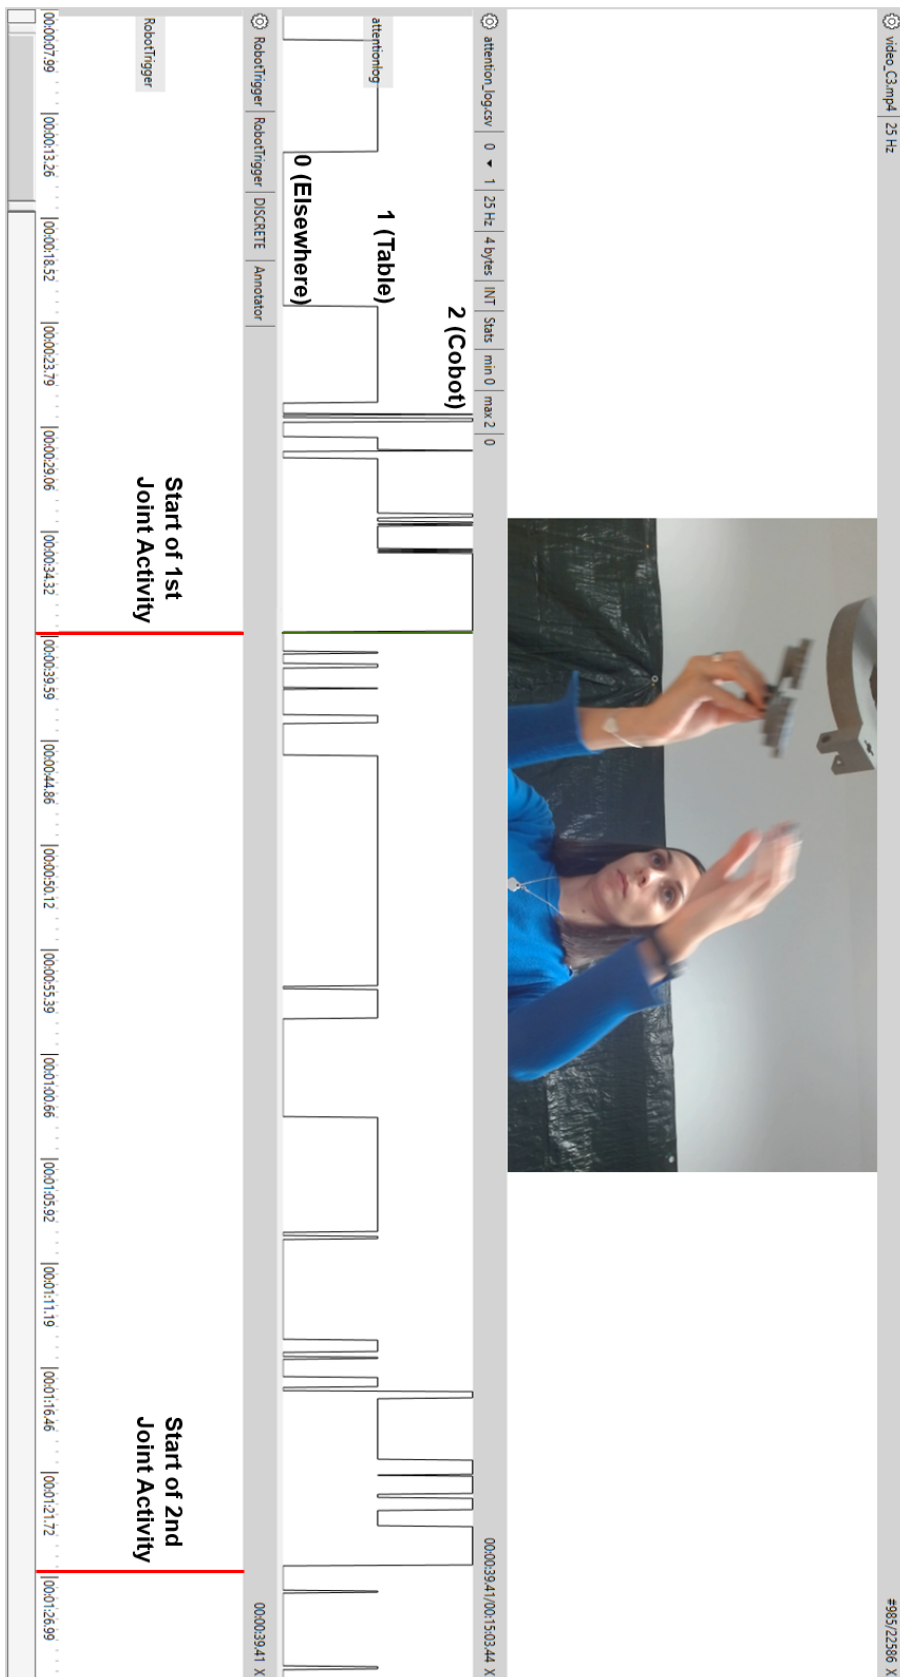 video_C3.mp4 25 Hz #985/22586 X
attention_log.csv 0 1 25 Hz 4 bytes INT Stats min 0 max 2 0 00:00:39.41/00:15:03.44 X
attentionlog
2 (Cobot)
1 (Table)
0 (Elsewhere)
RobotTrigger RobotTrigger DISCRETE Annotator 00:00:39.41 X
RobotTrigger
Start of 1st
Joint Activity
Start of 2nd
Joint Activity
00:00:07.99 00:00:13.26 00:00:18.52 00:00:23.79 00:00:29.06 00:00:34.32 00:00:39.59 00:00:44.86 00:00:50.12 00:00:55.39 00:01:00.66 00:01:05.92 00:01:11.19 00:01:16.46 00:01:21.72 00:01:26.99